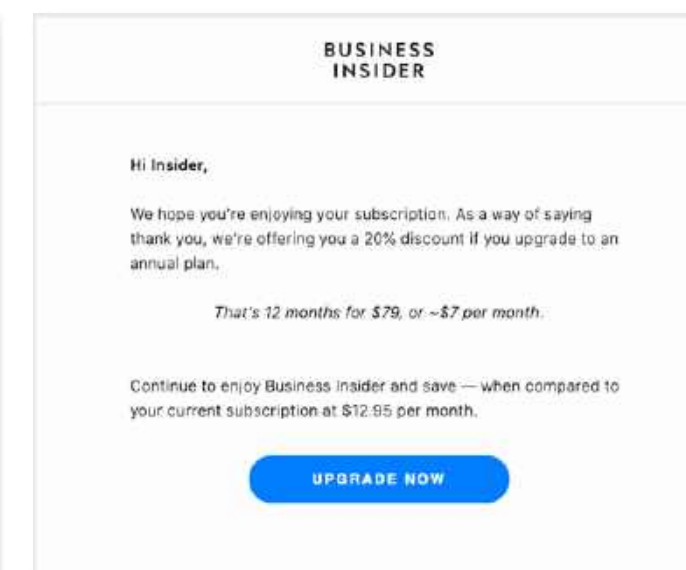 BUSINESS
INSIDER
Hi Insider,
We hope you're enjoying your subscription. As a way of saying
thank you, we're offering you a 20% discount if you upgrade to an
annual plan.
That's 12 months for $79, or ~$7 per month.
Continue to enjoy Business Insider and save — when compared to
your current subscription at $12.95 per month.
UPGRADE NOW